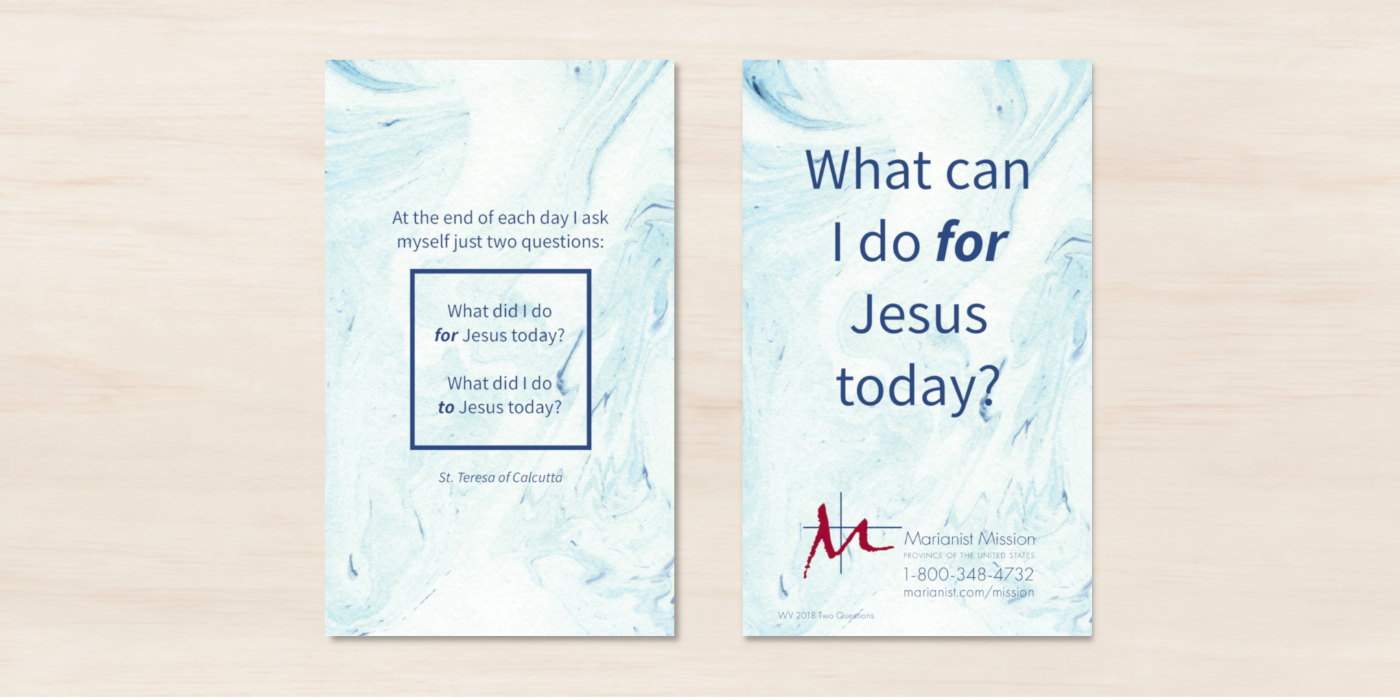 At the end of each day I ask
myself just two questions:
What did I do
for Jesus today?
What did I do
to Jesus today?
St. Teresa of Calcutta
What can
I do for
Jesus
today?
Marianist Mission
PROVINCE OF THE UNITED STATES
1-800-348-4732
marianist.com/mission
WV 2018 Two Questions